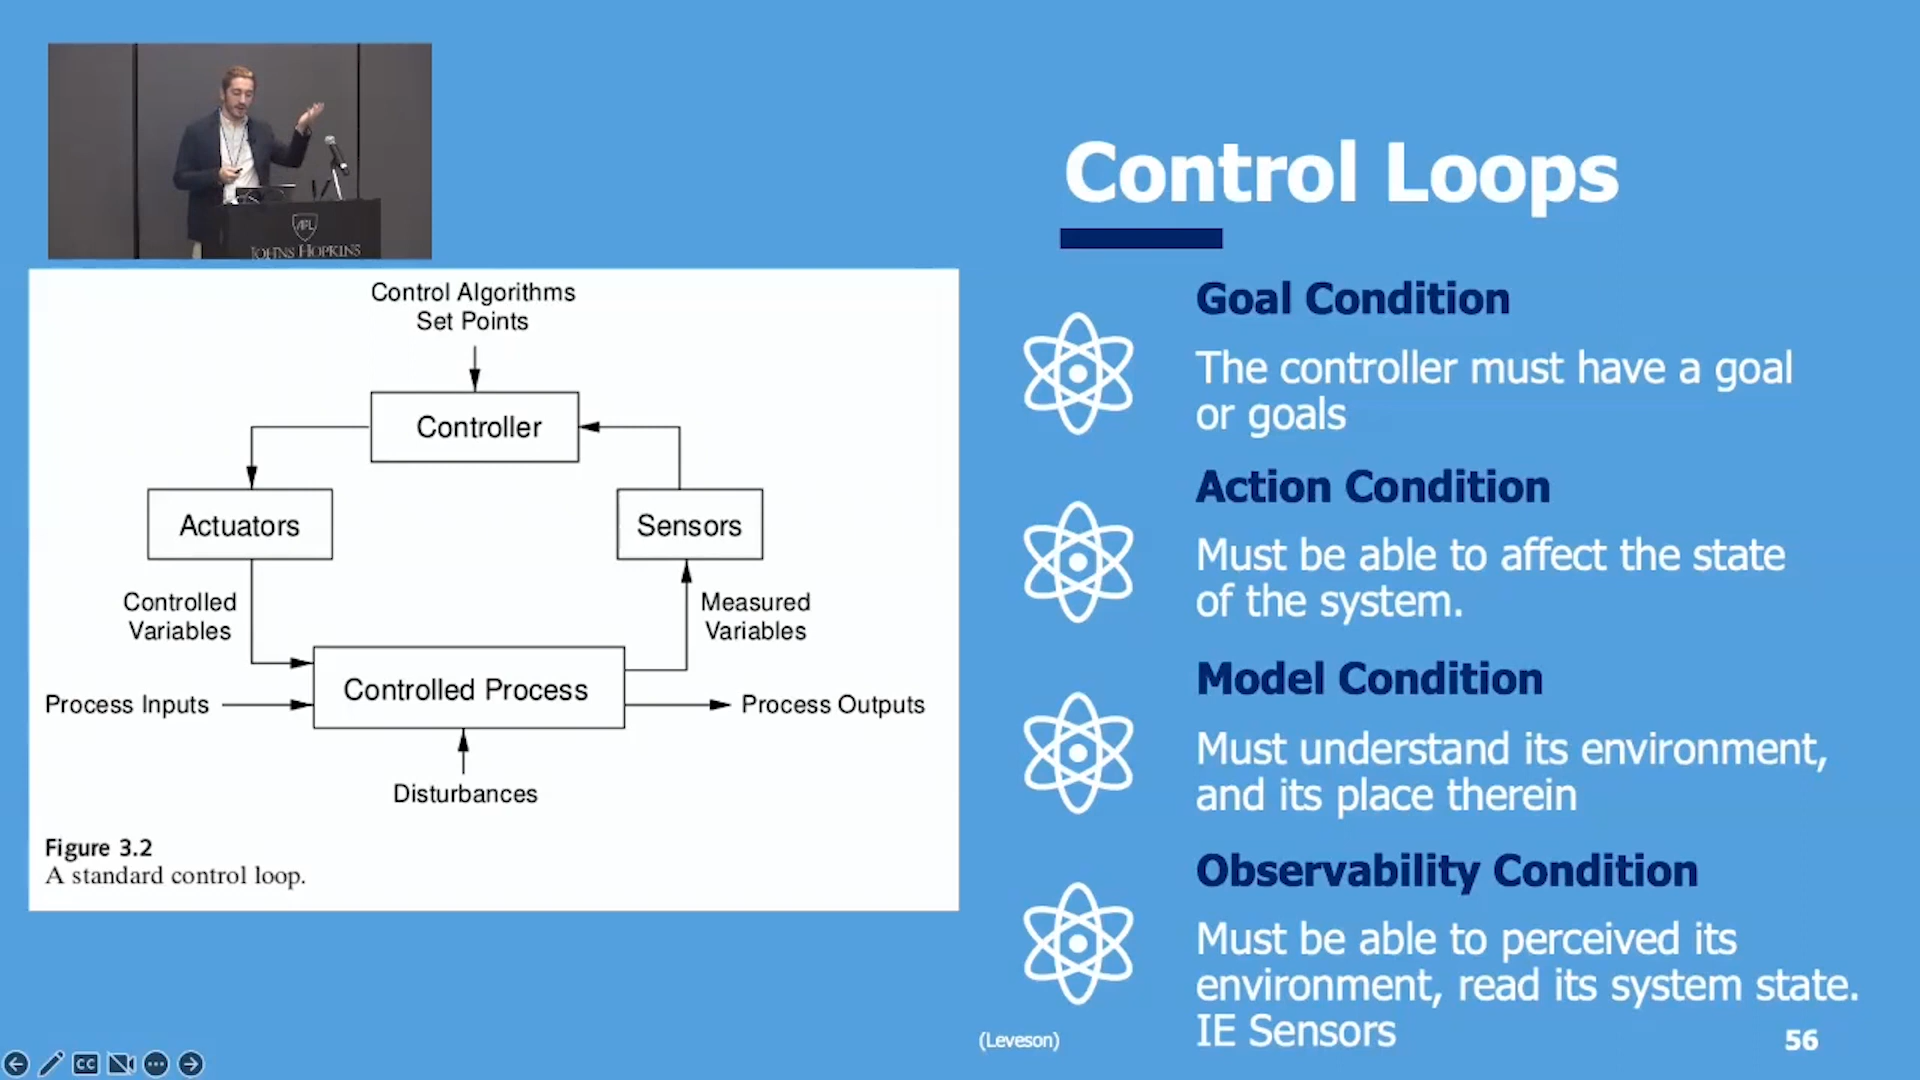 APL
JOHNS HOPKINS
Control Loops
Control Algorithms
Set Points
Controller
Actuators
Sensors
Controlled
Variables
Measured
Variables
Controlled Process
Process Inputs
Process Outputs
Disturbances
Figure 3.2
A standard control loop.
Goal Condition
The controller must have a goal
or goals
Action Condition
Must be able to affect the state
of the system.
Model Condition
Must understand its environment,
and its place therein
Observability Condition
Must be able to perceived its
environment, read its system state.
IE Sensors
(Leveson)
56
CC